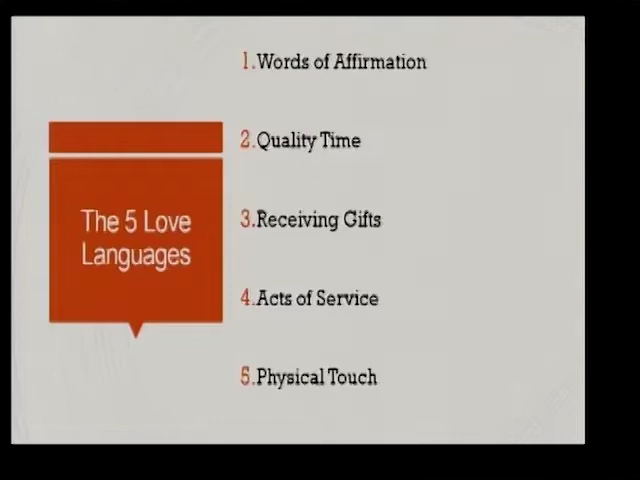 The 5 Love
Languages
1.Words of Affirmation
2.Quality Time
3.Receiving Gifts
4.Acts of Service
5.Physical Touch